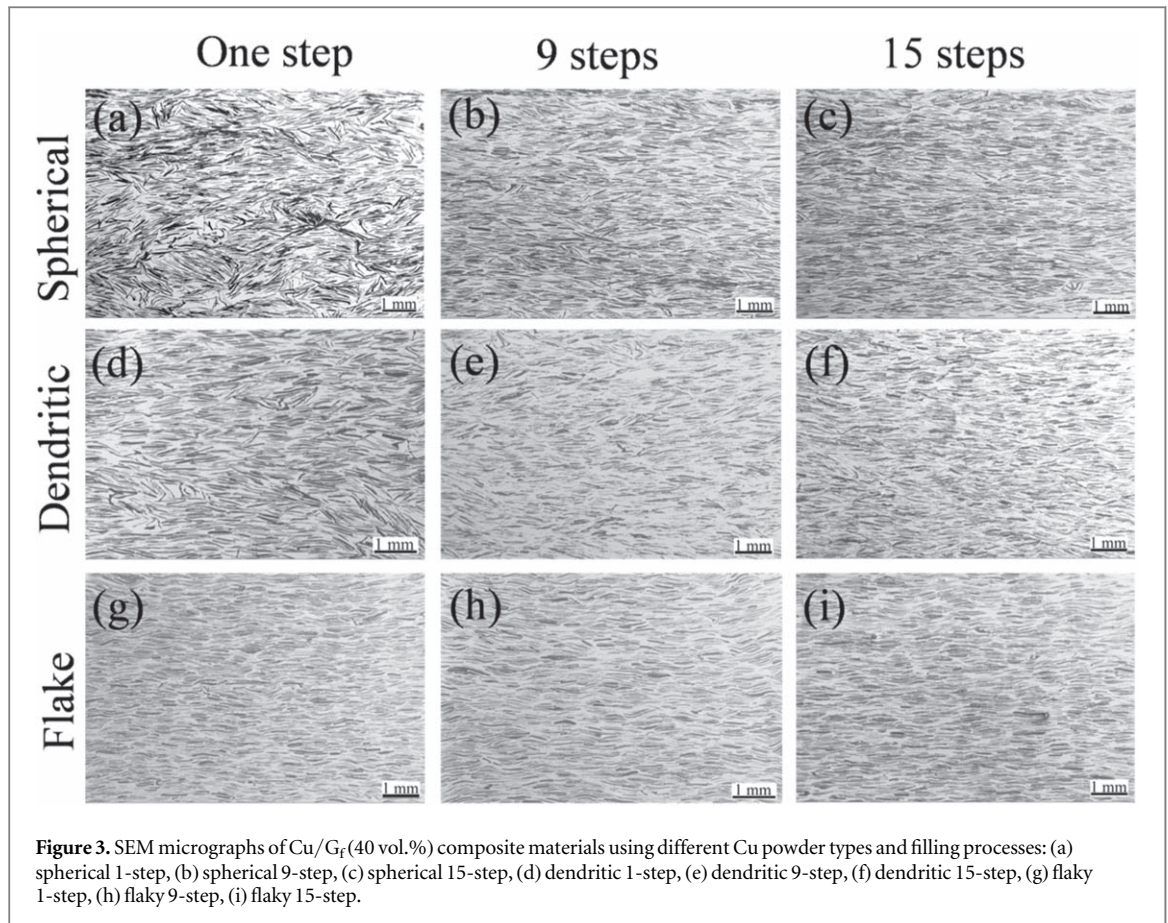 One step 9 steps 15 steps
Spherical (a) (b) (c)
1 mm 1 mm 1 mm
Dendritic (d) (e) (f)
1 mm 1 mm 1 mm
Flake (g) (h) (i)
1 mm 1 mm 1 mm
Figure 3. SEM micrographs of Cu/Gf (40 vol.%) composite materials using different Cu powder types and filling processes: (a)
spherical 1-step, (b) spherical 9-step, (c) spherical 15-step, (d) dendritic 1-step, (e) dendritic 9-step, (f) dendritic 15-step, (g) flaky
1-step, (h) flaky 9-step, (i) flaky 15-step.